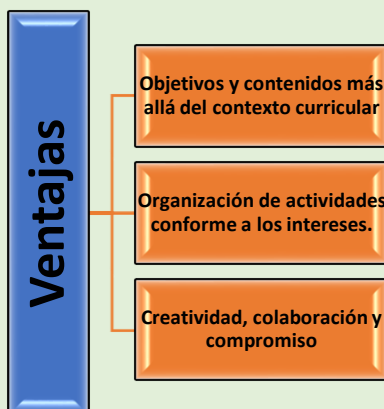 Ventajas
Objetivos y contenidos más
allá del contexto curricular
Organización de actividades
conforme a los intereses.
Creatividad, colaboración y
compromiso